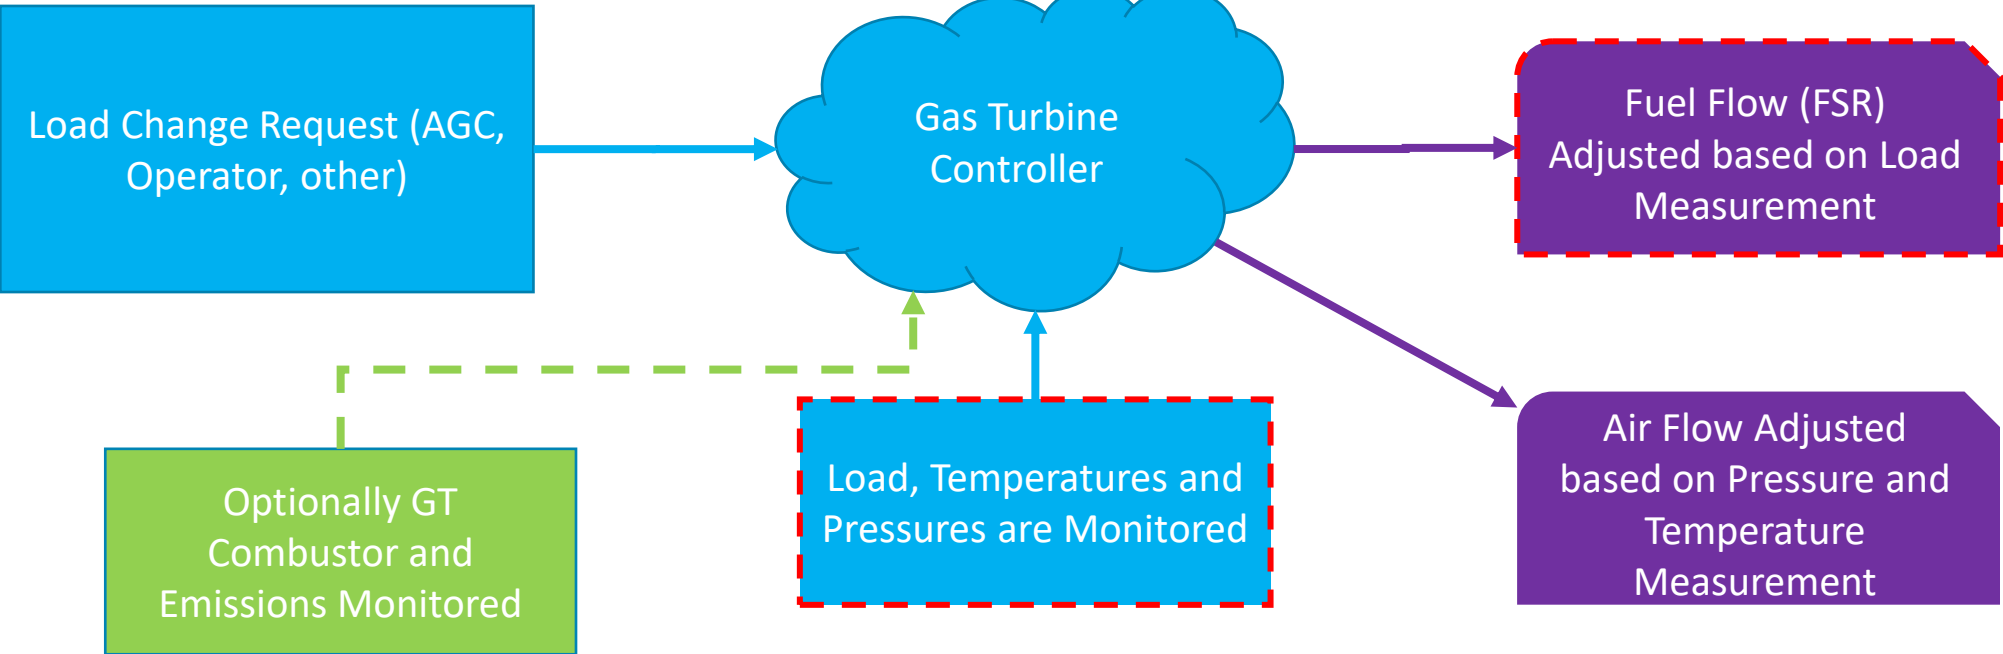 Load Change Request (AGC,
Operator, other)
Gas Turbine
Controller
Fuel Flow (FSR)
Adjusted based on Load
Measurement
Optionally GT
Combustor and
Emissions Monitored
Load, Temperatures and
Pressures are Monitored
Air Flow Adjusted
based on Pressure and
Temperature
Measurement